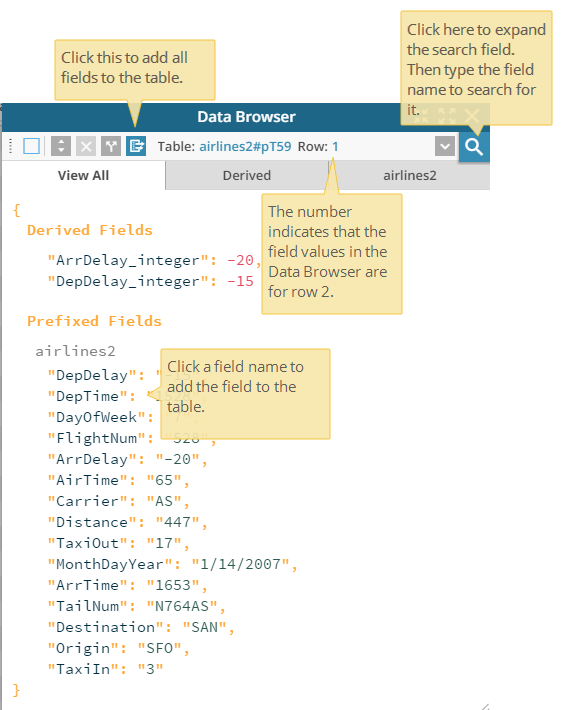 Click here to expand
the search field.
Then type the field
name to search for
it.
Click this to add all
fields to the table.
Data Browser
Table: airlines2#pT59 Row: 1
View All
Derived
airlines2
The number
indicates that the
field values in the
Data Browser are
for row 2.
{
Derived Fields
"ArrDelay_integer": -20,
"DepDelay_integer": -15
Prefixed Fields
airlines2
Click a field name to
add the field to the
table.
"DepDelay": "-15",
"DepTime": "1528",
"DayOfWeek":
"FlightNum": "528",
"ArrDelay": "-20",
"AirTime": "65",
"Carrier": "AS",
"Distance": "447",
"TaxiOut": "17",
"MonthDayYear": "1/14/2007",
"ArrTime": "1653",
"TailNum": "N764AS",
"Destination": "SAN",
"Origin": "SFO",
"TaxiIn": "3"
}